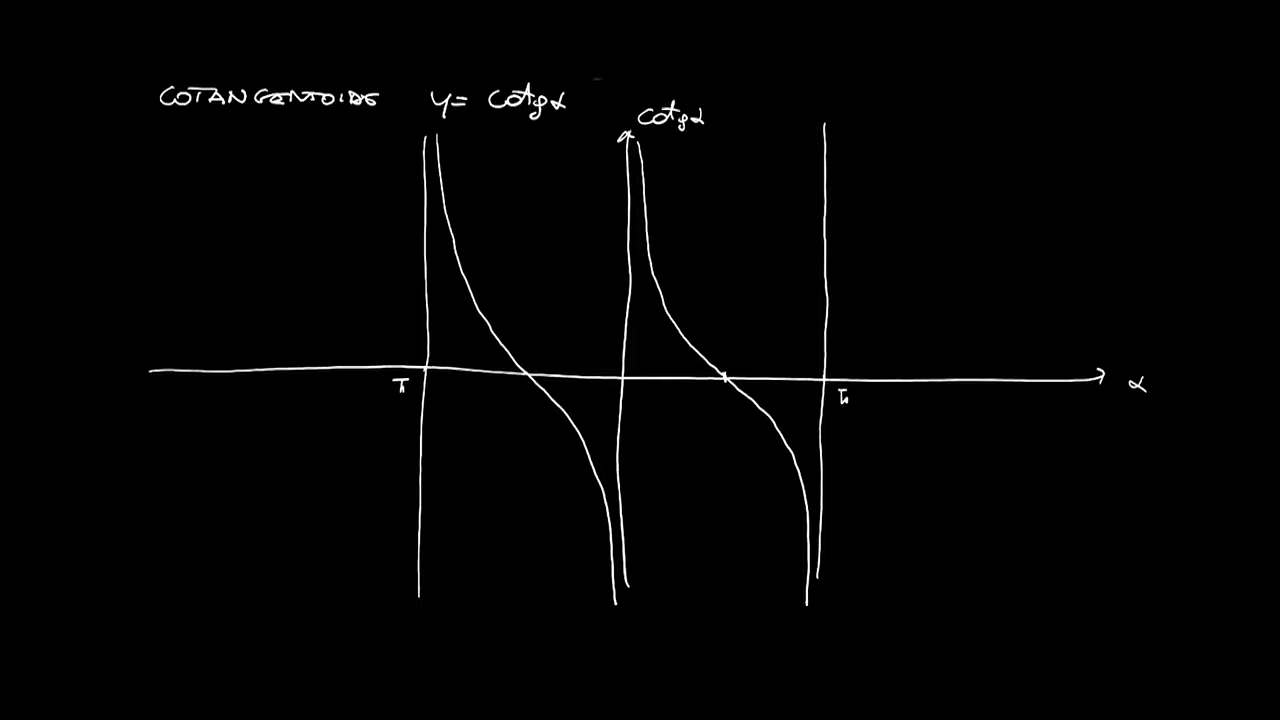 COTANGENTOIDE y = cotgα
cotgα
π π
α